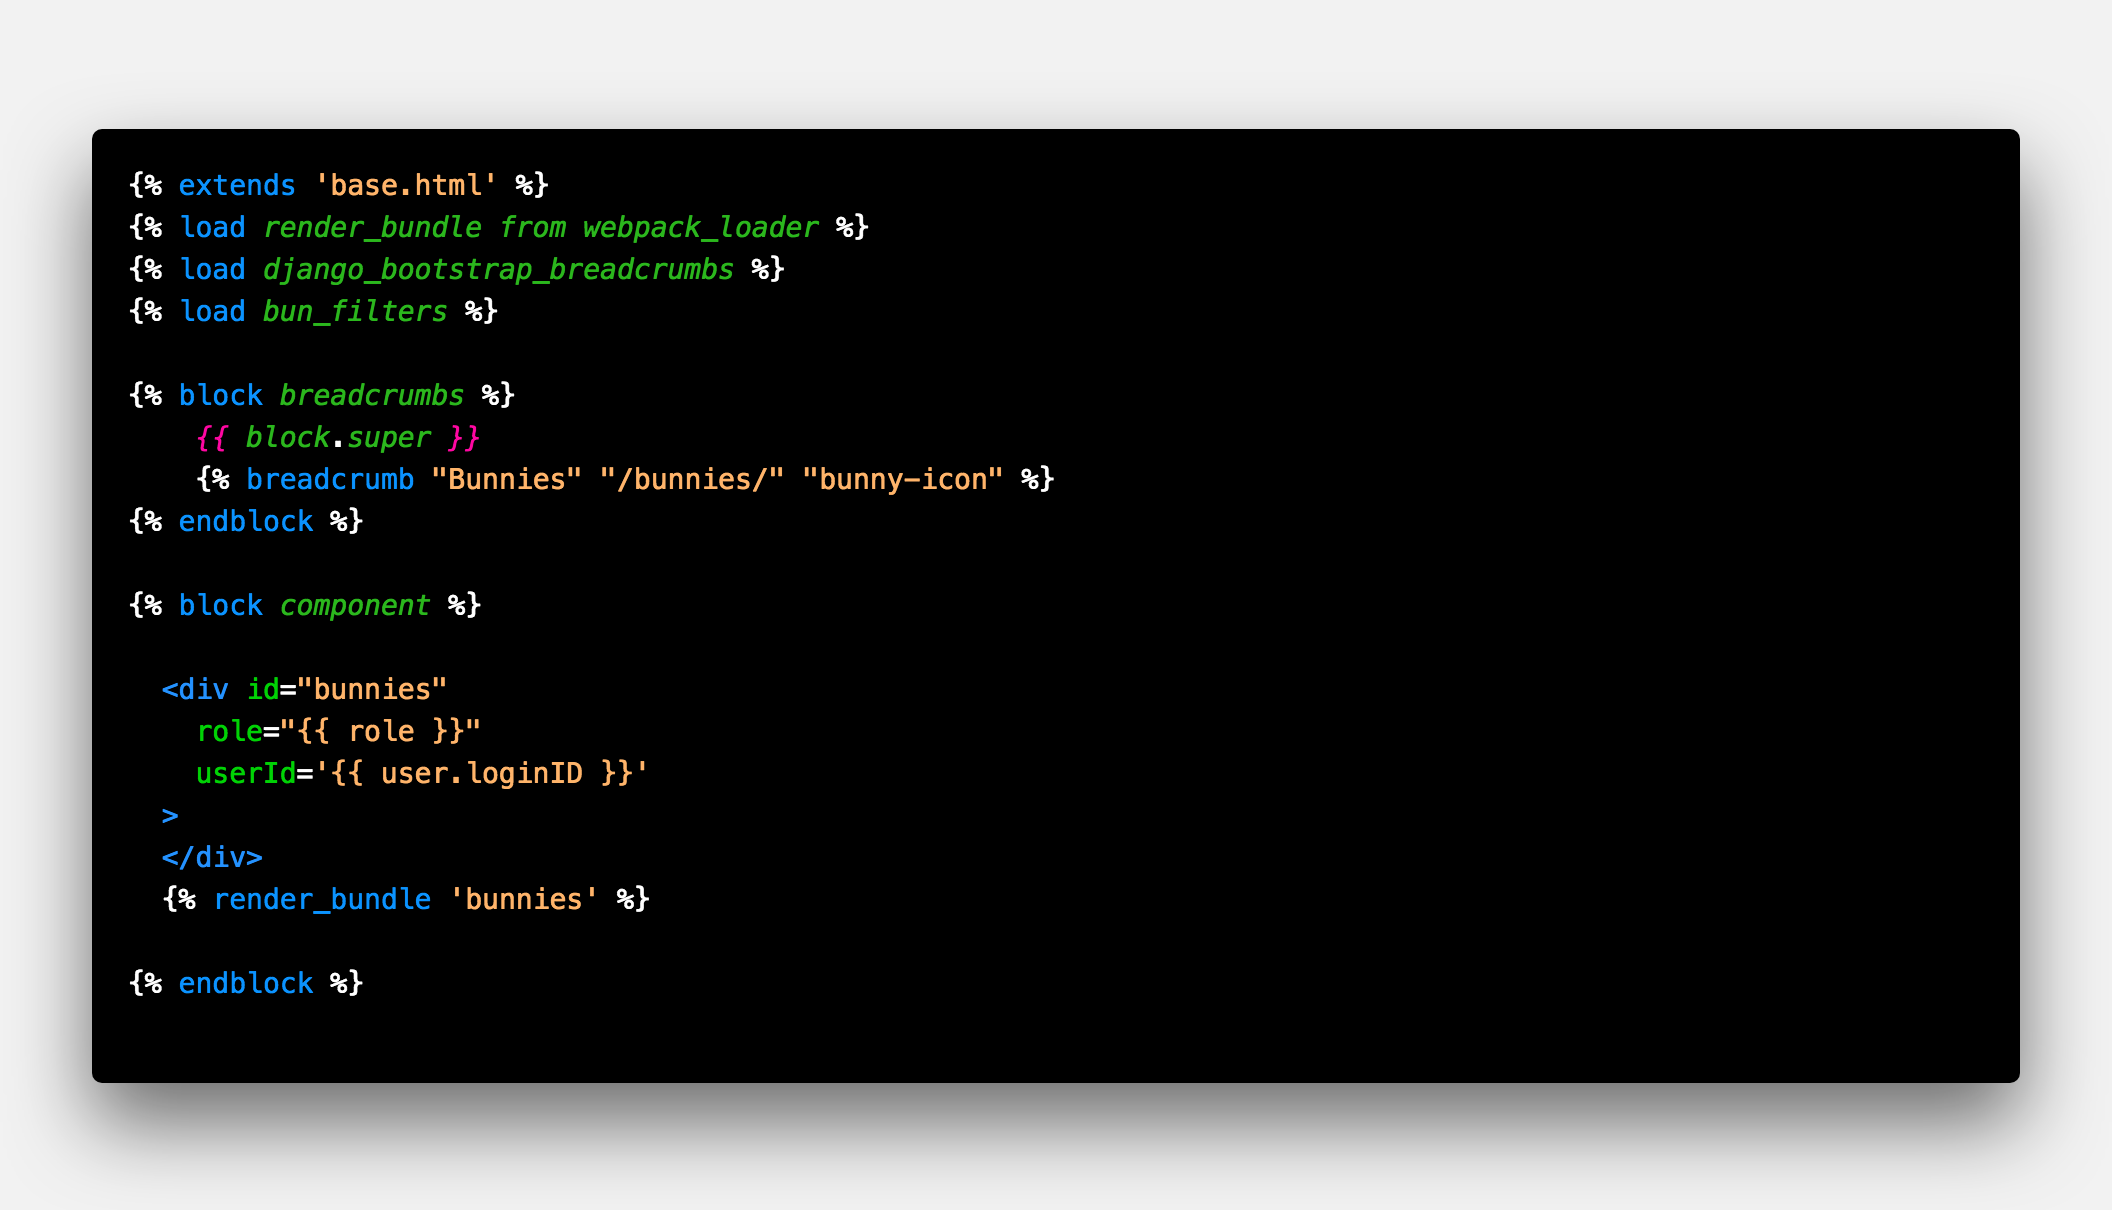 {% extends 'base.html' %}
{% load render_bundle from webpack_loader %}
{% load django_bootstrap_breadcrumbs %}
{% load bun_filters %}
{% block breadcrumbs %}
{{ block.super }}
{% breadcrumb "Bunnies" "/bunnies/" "bunny-icon" %}
{% endblock %}
{% block component %}
<div id="bunnies"
role="{{ role }}"
userId='{{ user.loginID }}'
>
</div>
{% render_bundle 'bunnies' %}
{% endblock %}